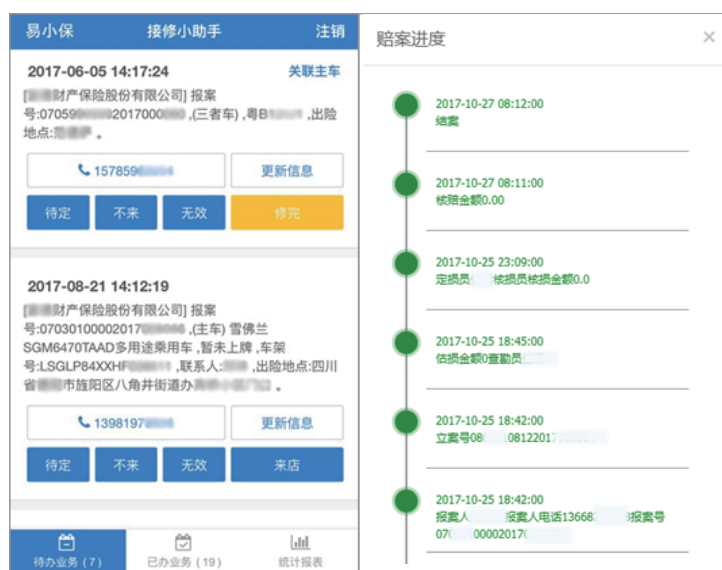 易小保 接修小助手 注销
2017-06-05 14:17:24 关联主车
[财产保险股份有限公司] 报案
号:070592017000,(三者车) ,粤B ,出险
地点: 。
157859 更新信息
待定 不来 无效 修完
2017-08-21 14:12:19
[财产保险股份有限公司] 报案
号:07030100002017 ,(主车) 雪佛兰
SGM6470TAAD多用途乘用车 ,暂未上牌 ,车架
号:LSGLP84XXHF ,联系人: ,出险地点:四川
省 市旌阳区八角井街道办 。
1398197 更新信息
待定 不来 无效 来店
待办业务 (7) 已办业务 (19) 统计报表
赔案进度 ×
2017-10-27 08:12:00
结案
2017-10-27 08:11:00
核赔金额0.00
2017-10-25 23:09:00
定损员 核损员核损金额0.0
2017-10-25 18:45:00
估损金额0查勘员
2017-10-25 18:42:00
立案号08 0812201
2017-10-25 18:42:00
报案人 报案人电话13668 报案号
07 00002017